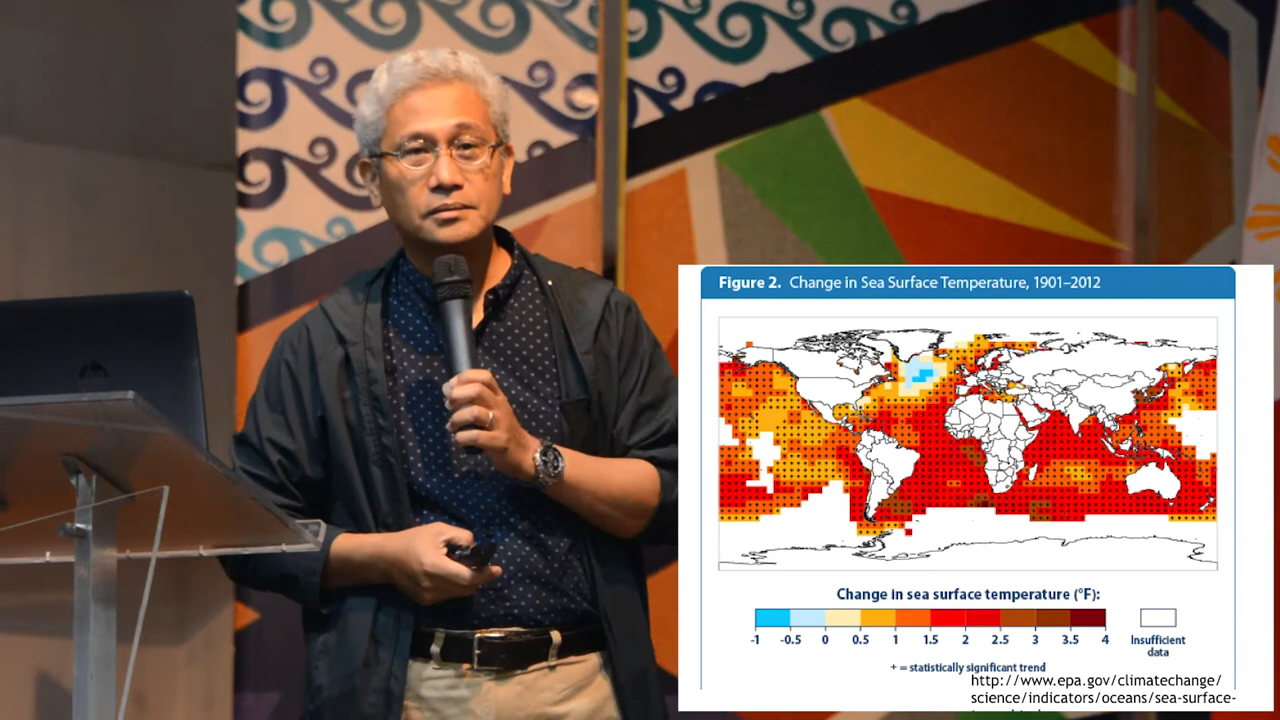 Figure 2. Change in Sea Surface Temperature, 1901–2012
Change in sea surface temperature (°F):
-1 -0.5 0 0.5 1 1.5 2 2.5 3 3.5 4
Insufficient
data
+ = statistically significant trend
http://www.epa.gov/climatechange/
science/indicators/oceans/sea-surface-